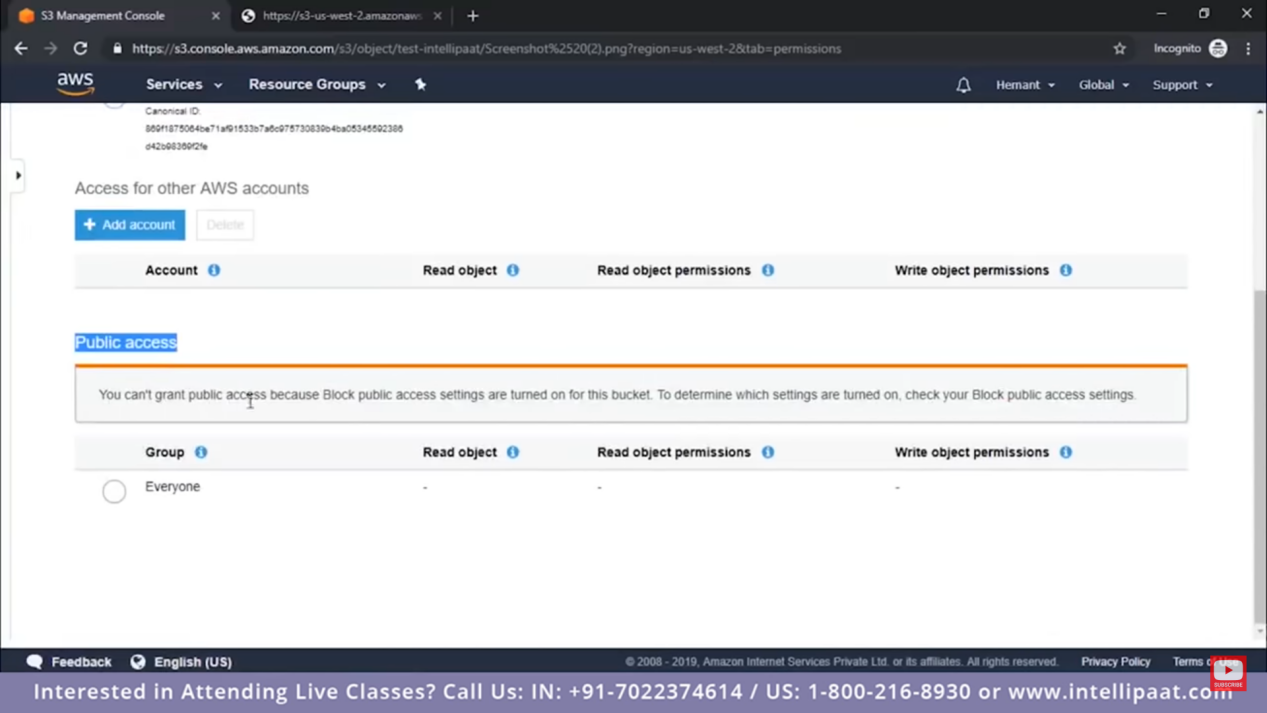 S3 Management Console
https://s3-us-west-2.amazonaws
https://s3.console.aws.amazon.com/s3/object/test-intellipaat/Screenshot%2520(2).png?region=us-west-2&tab=permissions
Incognito
aws Services Resource Groups Hemant Global Support
Canonical ID:
869f1875064be71af91533b7a6c975730839b4ba05345592386
d42b98369f2fe
Access for other AWS accounts
+ Add account Delete
Account Read object Read object permissions Write object permissions
Public access
You can't grant public access because Block public access settings are turned on for this bucket. To determine which settings are turned on, check your Block public access settings.
Group Read object Read object permissions Write object permissions
Everyone - - -
Feedback English (US) © 2008 - 2019, Amazon Internet Services Private Ltd. or its affiliates. All rights reserved. Privacy Policy Terms of Use
SUBSCRIBE
Interested in Attending Live Classes? Call Us: IN: +91-7022374614 / US: 1-800-216-8930 or www.intellipaat.com